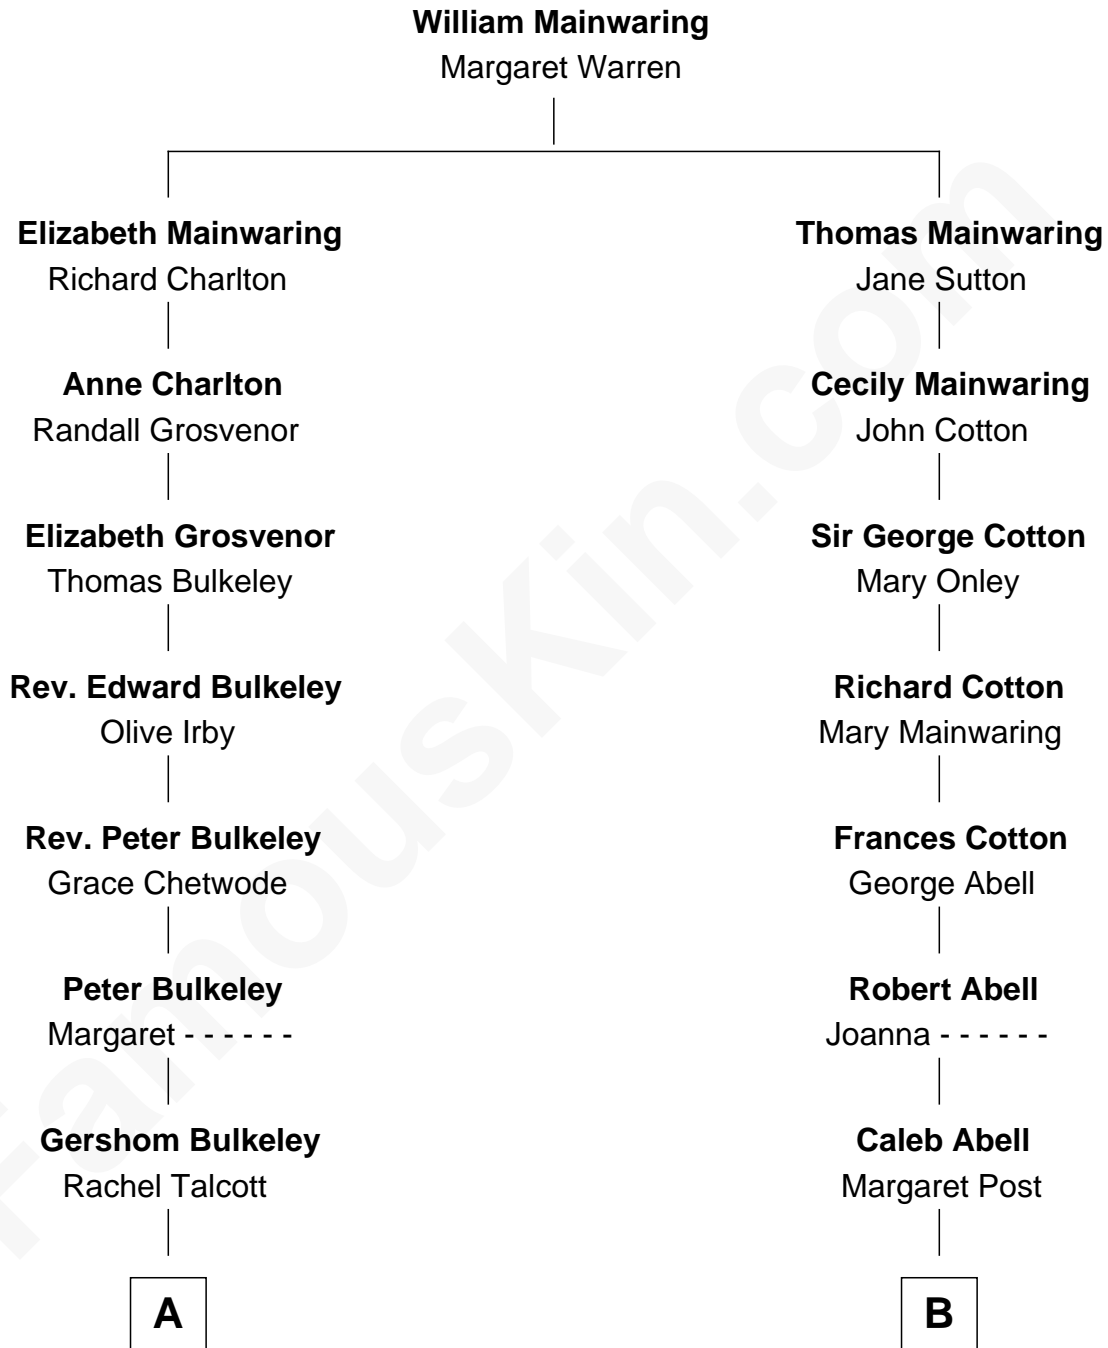 William Mainwaring
Margaret Warren
Elizabeth Mainwaring
Richard Charlton
Thomas Mainwaring
Jane Sutton
Anne Charlton
Randall Grosvenor
Cecily Mainwaring
John Cotton
Elizabeth Grosvenor
Thomas Bulkeley
Sir George Cotton
Mary Onley
Rev. Edward Bulkeley
Olive Irby
Richard Cotton
Mary Mainwaring
Rev. Peter Bulkeley
Grace Chetwode
Frances Cotton
George Abell
Peter Bulkeley
Margaret - - - - - -
Robert Abell
Joanna - - - - - -
Gershom Bulkeley
Rachel Talcott
Caleb Abell
Margaret Post
A
B
FamousKin.com